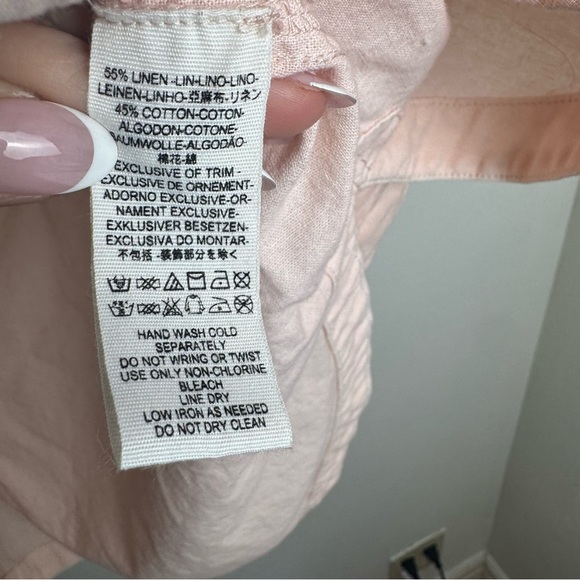 55% LINEN -LIN-LINO-LINO-
LEINEN-LINHO-亞麻布-リネン
45% COTTON-COTON-
ALGODON-COTONE-
BAUMWOLLE-ALGODÃO-
棉花-綿
EXCLUSIVE OF TRIM -
EXCLUSIVE DE ORNEMENT-
ADORNO EXCLUSIVE-OR-
NAMENT EXCLUSIVE-
EXKLUSIVER BESETZEN-
EXCLUSIVA DO MONTAR-
不包括 -装飾部分を除く
HAND WASH COLD
SEPARATELY
DO NOT WRING OR TWIST
USE ONLY NON-CHLORINE
BLEACH
LINE DRY
LOW IRON AS NEEDED
DO NOT DRY CLEAN